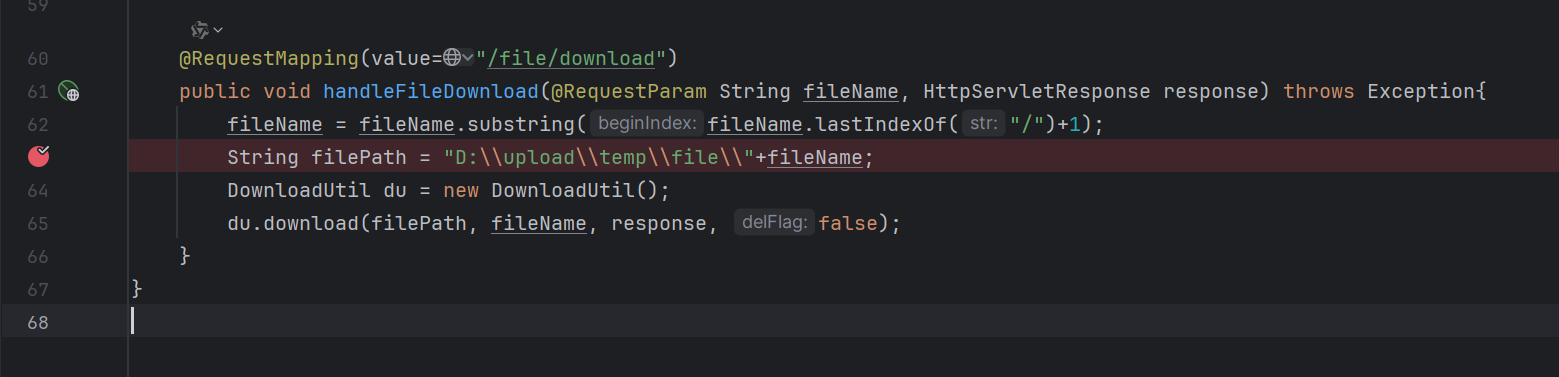 59
60 @RequestMapping(value="/file/download")
61 public void handleFileDownload(@RequestParam String fileName, HttpServletResponse response) throws Exception{
62 fileName = fileName.substring( beginIndex: fileName.lastIndexOf( str: "/")+1);
String filePath = "D:\\upload\\temp\\file\\"+fileName;
64 DownloadUtil du = new DownloadUtil();
65 du.download(filePath, fileName, response, delFlag: false);
66 }
67 }
68